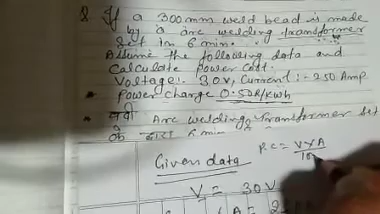 Q. If a 300mm weld bead is made
by a arc welding transformer
set in 6 min.
Assume the following data and
Calculate Power Cost.
Voltage:- 30V, Current :- 250 Amp
Power charge 0.50R/Kwh
Arc welding Transformer set
6 min
Given data
P.C = V×A
V = 30V
A =